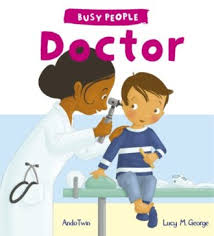 BUSY PEOPLE
Doctor
AndoTwin
Lucy M. George